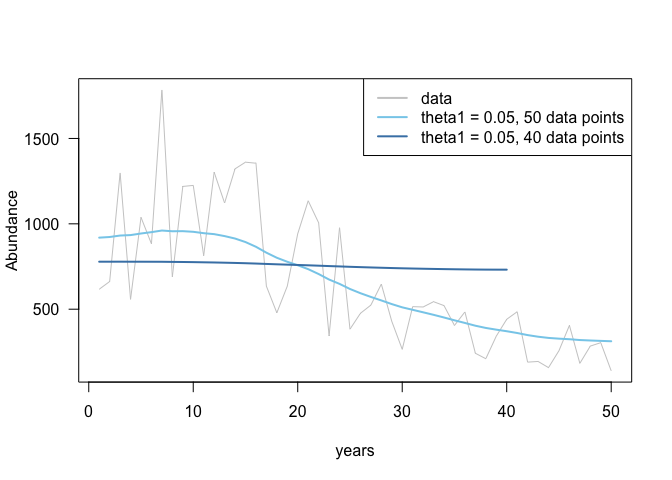 data
theta1 = 0.05, 50 data points
theta1 = 0.05, 40 data points
Abundance
1500
1000
500
0 10 20 30 40 50
years